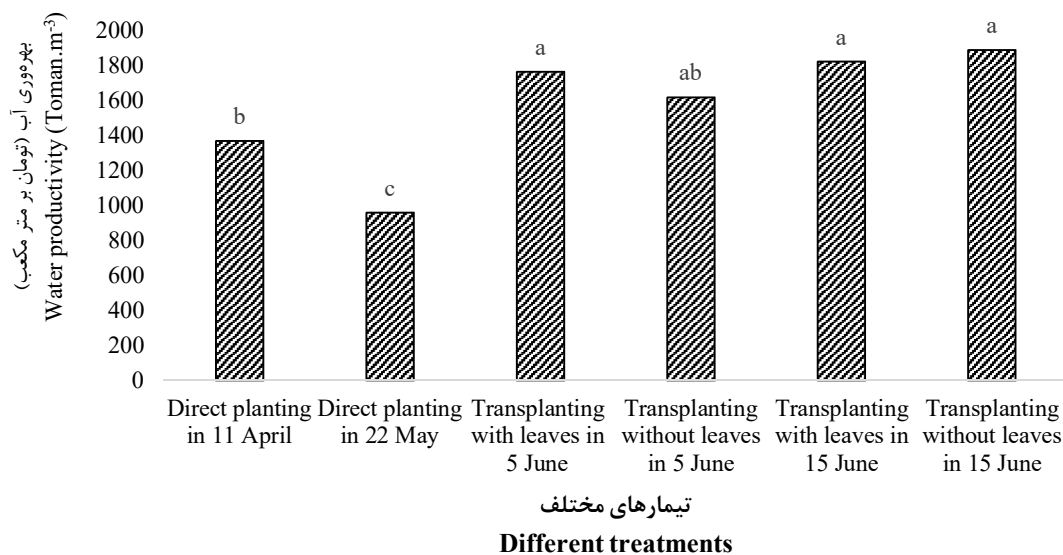 بهره‌وری آب (تومان بر متر مکعب)
Water productivity (Toman.m⁻³)
2000
1800
1600
1400
1200
1000
800
600
400
200
0
b
c
a
ab
a
a
Direct planting
in 11 April
Direct planting
in 22 May
Transplanting
with leaves in
5 June
Transplanting
without leaves
in 5 June
Transplanting
with leaves in
15 June
Transplanting
without leaves
in 15 June
تیمارهای مختلف
Different treatments